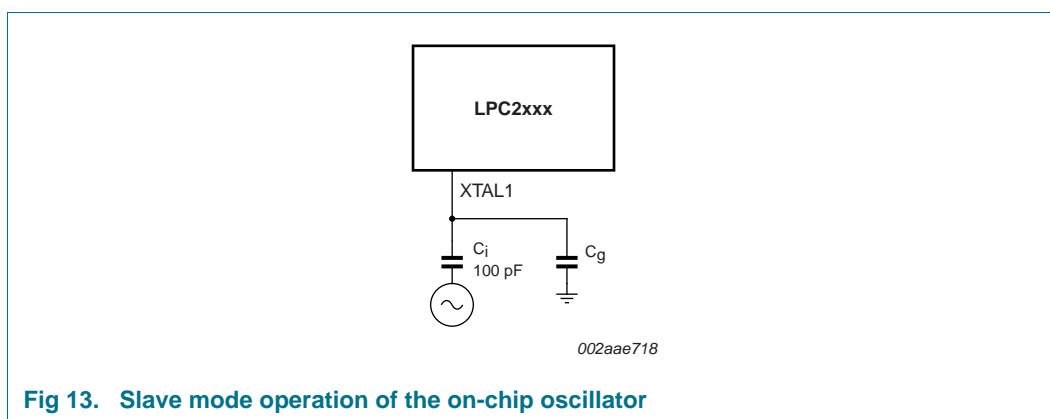 LPC2xxx
XTAL1
Ci
100 pF
Cg
002aae718
Fig 13. Slave mode operation of the on-chip oscillator